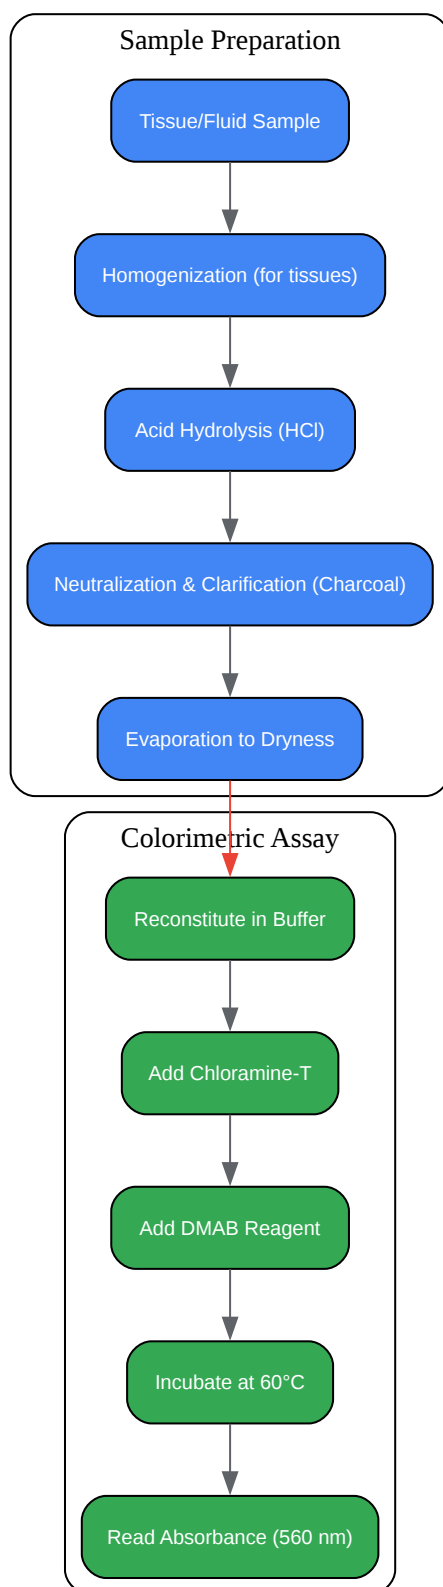 Sample Preparation
Tissue/Fluid Sample
Homogenization (for tissues)
Acid Hydrolysis (HCl)
Neutralization & Clarification (Charcoal)
Evaporation to Dryness
Colorimetric Assay
Reconstitute in Buffer
Add Chloramine-T
Add DMAB Reagent
Incubate at 60°C
Read Absorbance (560 nm)